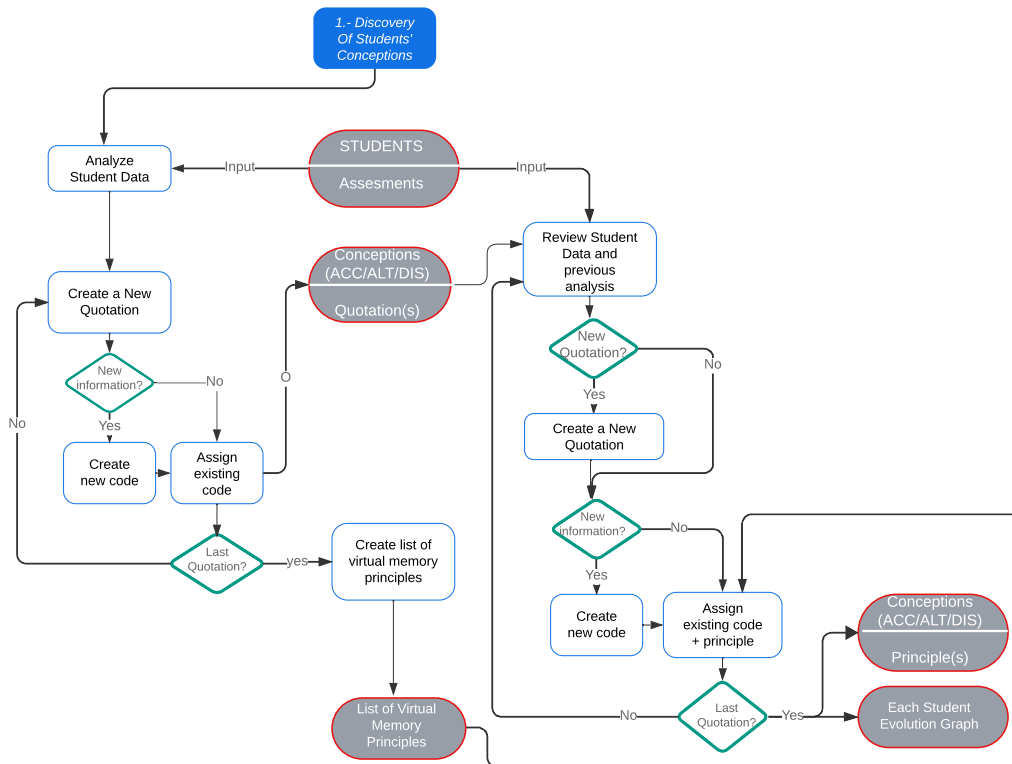 1.- Discovery
Of Students'
Conceptions
Analyze
Student Data
Input
STUDENTS
Assesments
Input
Create a New
Quotation
Conceptions
(ACC/ALT/DIS)
Quotation(s)
Review Student
Data and
previous
analysis
New
information?
No
Yes
O
No
Create
new code
Assign
existing
code
Last
Quotation?
yes
Create list of
virtual memory
principles
List of Virtual
Memory
Principles
New
Quotation?
No
Yes
Create a New
Quotation
New
information?
No
Yes
Create
new code
Assign
existing code
+ principle
Last
Quotation?
No
Yes
Conceptions
(ACC/ALT/DIS)
Principle(s)
Each Student
Evolution Graph